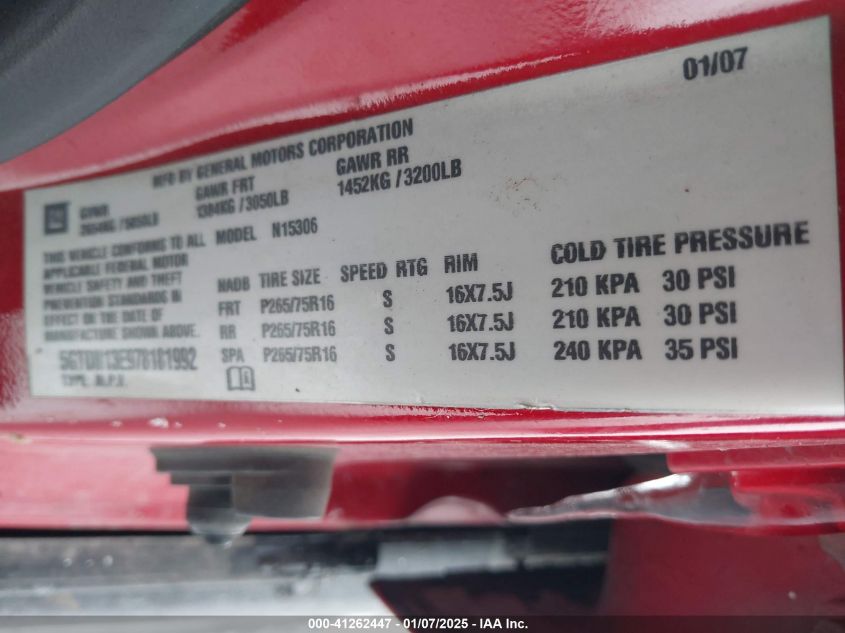 01/07
MFD BY GENERAL MOTORS CORPORATION
GM GVWR GAWR FRT GAWR RR
1384KG / 3050LB 1452KG / 3200LB
THIS VEHICLE CONFORMS TO ALL
APPLICABLE FEDERAL MOTOR
VEHICLE SAFETY AND THEFT
PREVENTION STANDARDS IN
EFFECT ON THE DATE OF
MANUFACTURE SHOWN ABOVE.
TYPE: M.P.V.
MODEL N15306
TIRE SIZE SPEED RTG RIM COLD TIRE PRESSURE
FRT P265/75R16 S 16X7.5J 210 KPA 30 PSI
RR P265/75R16 S 16X7.5J 210 KPA 30 PSI
SPA P265/75R16 S 16X7.5J 240 KPA 35 PSI
000-41262447 - 01/07/2025 - IAA Inc.